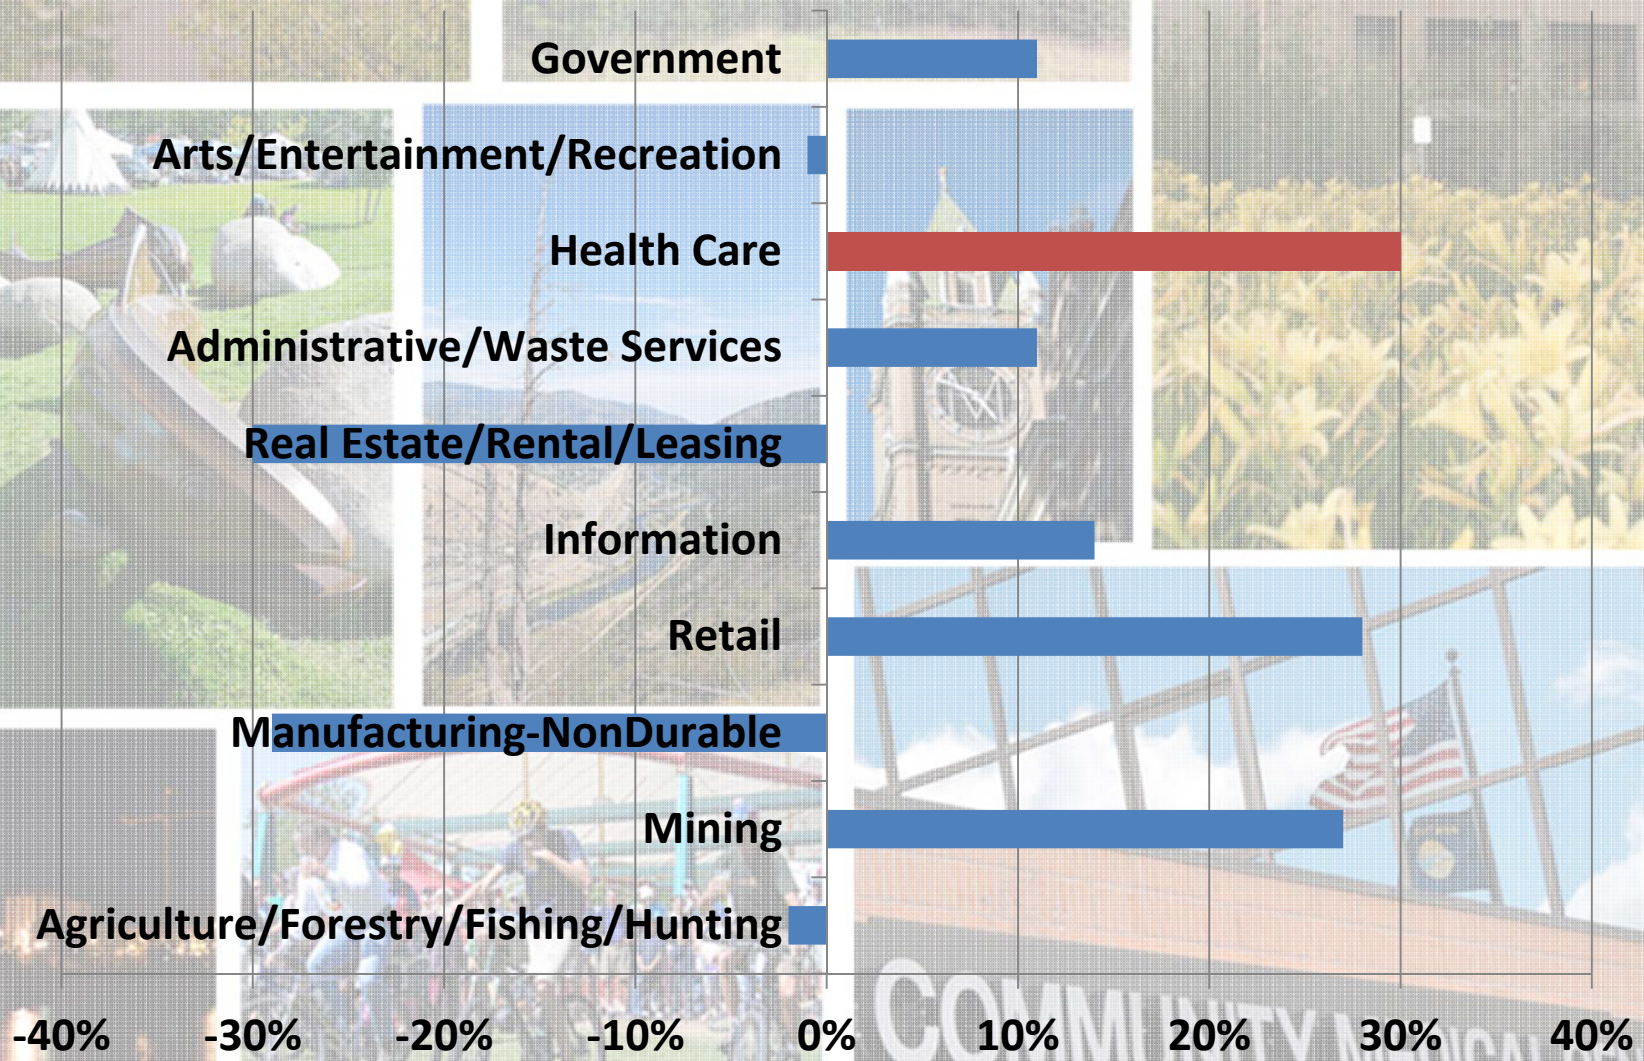 Government
Arts/Entertainment/Recreation
Health Care
Administrative/Waste Services
Real Estate/Rental/Leasing
Information
Retail
Manufacturing-NonDurable
Mining
Agriculture/Forestry/Fishing/Hunting
-40% -30% -20% -10% 0% 10% 20% 30% 40%
COMMUNITY